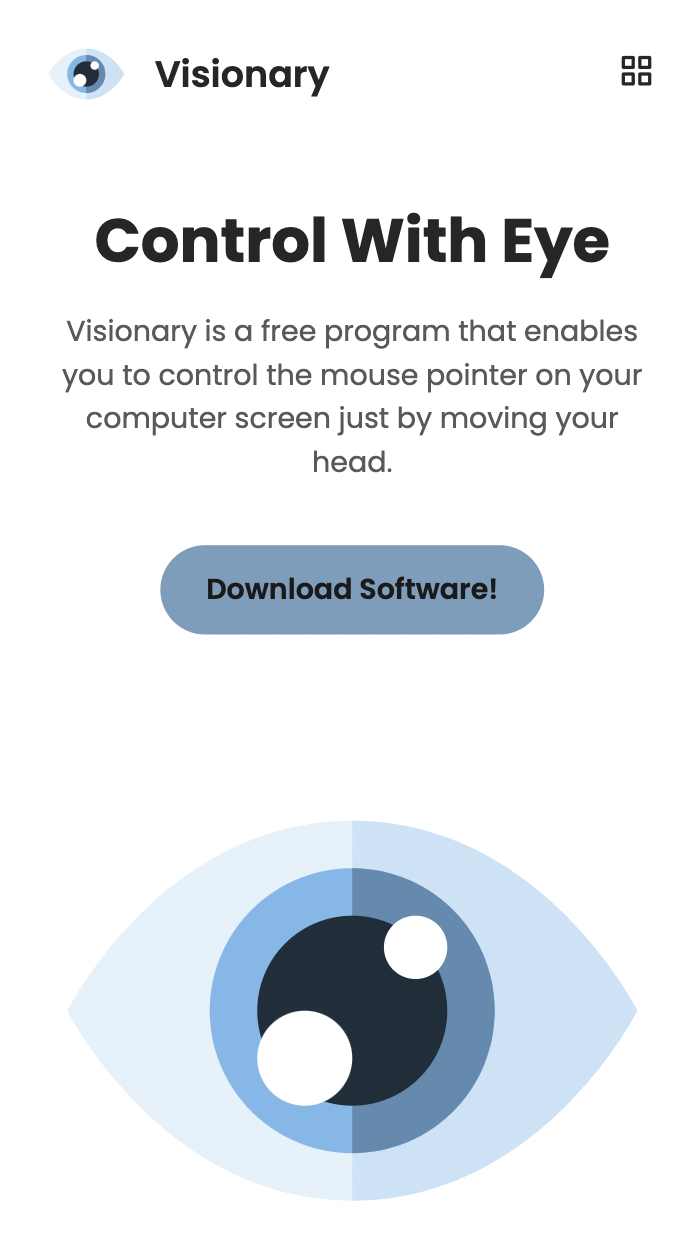 Visionary
Control With Eye
Visionary is a free program that enables
you to control the mouse pointer on your
computer screen just by moving your
head.
Download Software!